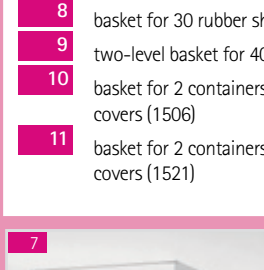 8 basket for 30 rubber
9 two-level basket for
10 basket for 2 containers
covers (1506)
11 basket for 2 containers
covers (1521)
7